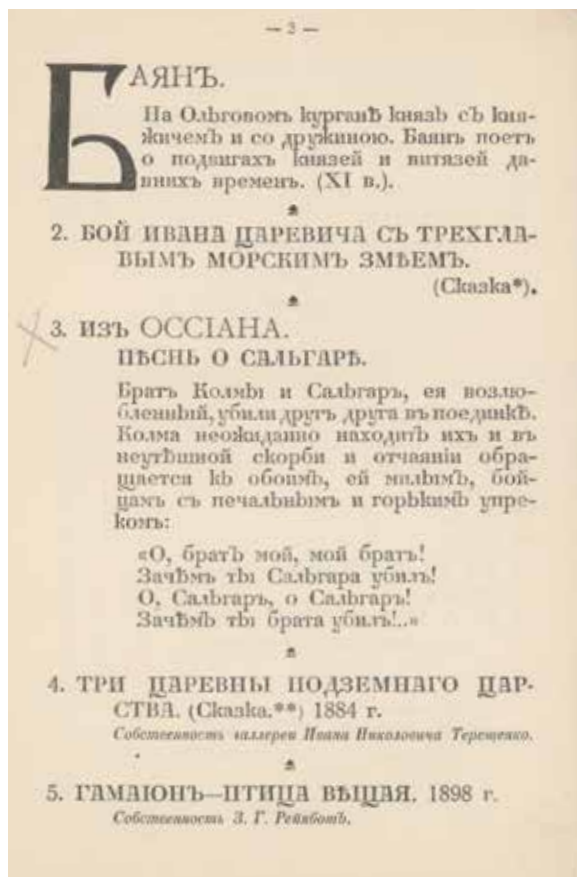 — 3 —
БАЯНЪ.
На Ольговомъ курганѣ князь съ кня-
жичемъ и со дружиною. Баянъ поетъ
о подвигахъ князей и витязей да-
внихъ временъ. (XI в.).
2. БОЙ ИВАНА ЦАРЕВИЧА СЪ ТРЕХГЛА-
ВЫМЪ МОРСКИМЪ ЗМѢЕМЪ.
(Сказка*).
3. ИЗЪ ОССІАНА.
ПѢСНЬ О САЛЬГАРѢ.
Братъ Колмы и Сальгаръ, ея возлю-
бленный, убили другъ друга въ поединкѣ.
Колма неожиданно находитъ ихъ и въ
неутѣшной скорби и отчаяніи обра-
щается къ обоимъ, ей милымъ, бой-
цамъ съ печальнымъ и горькимъ упре-
комъ:
«О, братъ мой, мой братъ!
Зачѣмъ ты Сальгара убилъ!
О, Сальгаръ, о Сальгаръ!
Зачѣмъ ты брата убилъ!..»
4. ТРИ ЦАРЕВНЫ ПОДЗЕМНАГО ЦАР-
СТВА. (Сказка.**) 1884 г.
Собственность галлереи Ивана Николовича Терещенко.
5. ГАМАЮНЪ—ПТИЦА ВѢЩАЯ. 1898 г.
Собственность З. Г. Рейнботъ.